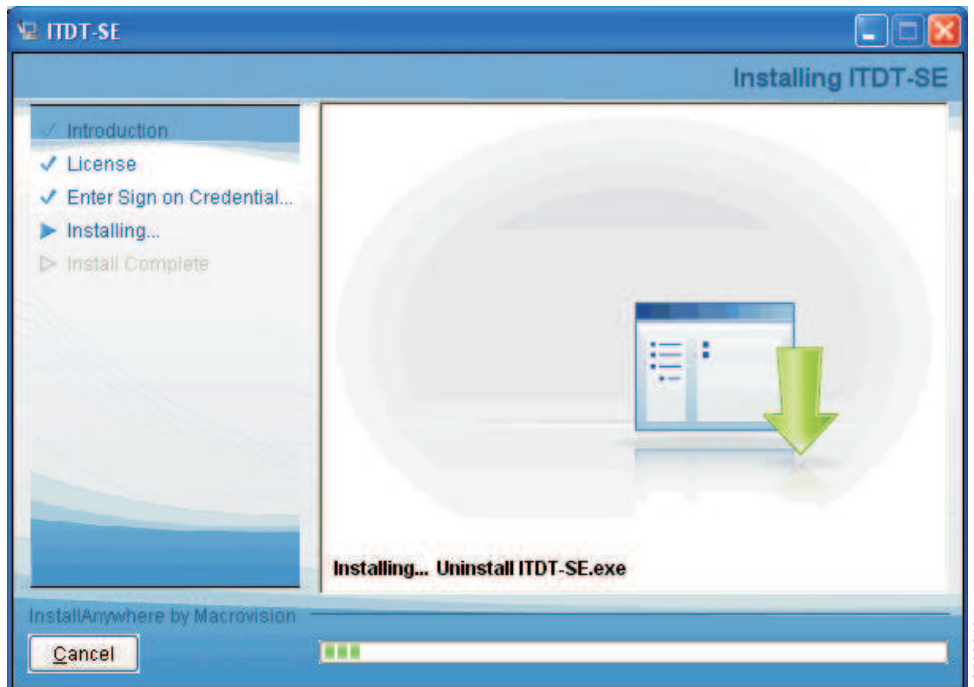 ITDT-SE
Installing ITDT-SE
Introduction
License
Enter Sign on Credential...
Installing...
Install Complete
Installing... Uninstall ITDT-SE.exe
InstallAnywhere by Macrovision
Cancel